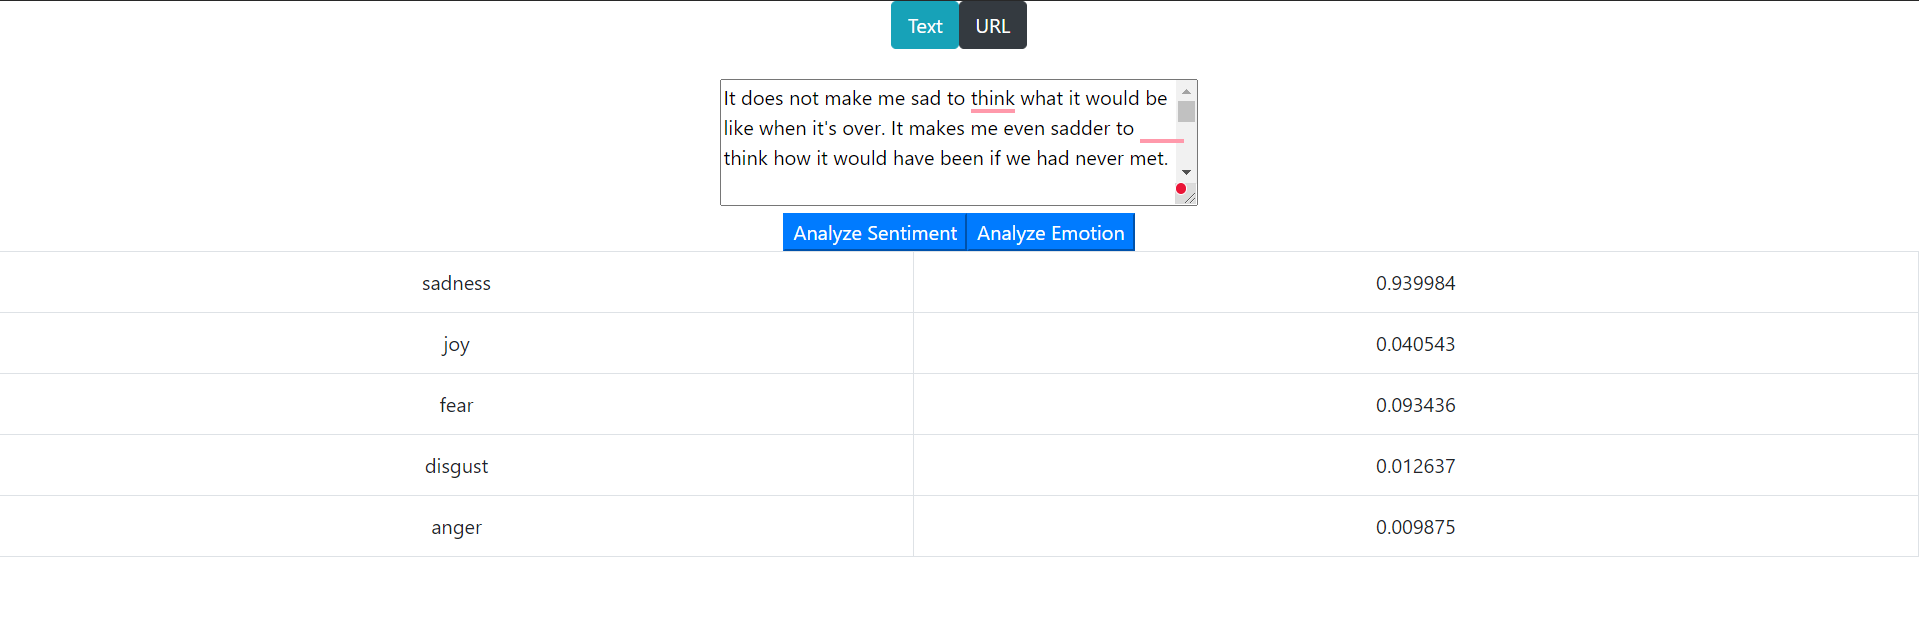 Text URL
It does not make me sad to think what it would be
like when it's over. It makes me even sadder to
think how it would have been if we had never met.
Analyze Sentiment Analyze Emotion
sadness 0.939984
joy 0.040543
fear 0.093436
disgust 0.012637
anger 0.009875